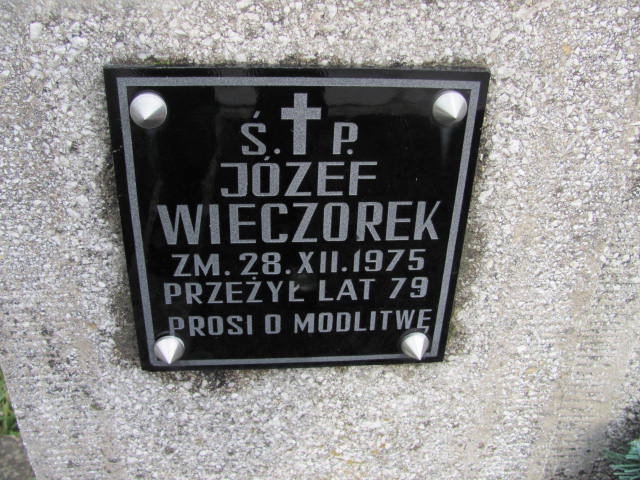 Ś. P.
JÓZEF
WIECZOREK
ZM. 28.XII.1975
PRZEŻYŁ LAT 79
PROSI O MODLITWĘ